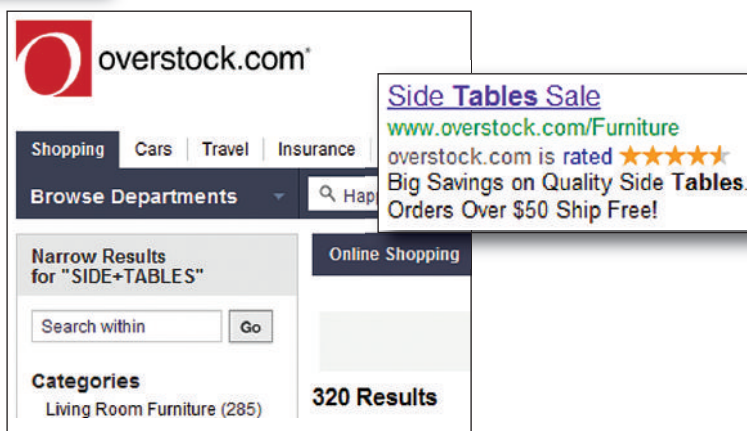 overstock.com
Shopping Cars Travel Insurance
Browse Departments
Narrow Results
for "SIDE+TABLES"
Search within Go
Categories
Living Room Furniture (285)
Online Shopping
320 Results
Side Tables Sale
www.overstock.com/Furniture
overstock.com is rated
Big Savings on Quality Side Tables.
Orders Over $50 Ship Free!